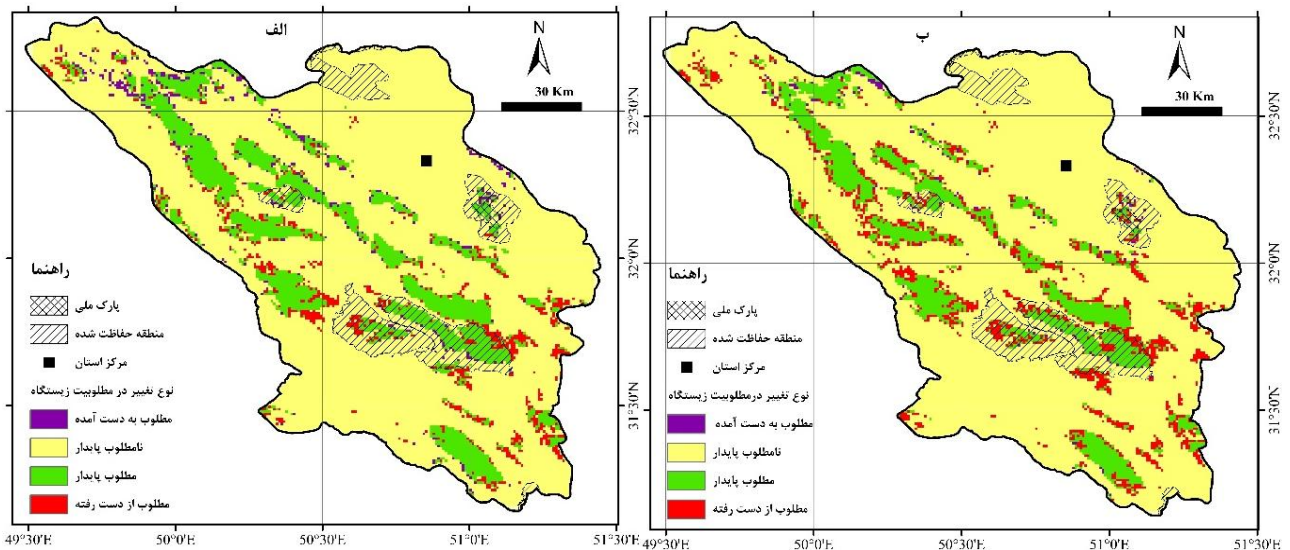 الف
N
30 Km
32°30'N
32°0'N
31°30'N
راهنما
پارک ملی
منطقه حفاظت شده
مرکز استان
نوع تغییر در مطلوبیت زیستگاه
مطلوب به دست آمده
نامطلوب پایدار
مطلوب پایدار
مطلوب از دست رفته
49°30'E
50°0'E
50°30'E
51°0'E
51°30'E
ب
N
30 Km
32°30'N
32°0'N
31°30'N
راهنما
پارک ملی
منطقه حفاظت شده
مرکز استان
نوع تغییر درمطلوبیت زیستگاه
مطلوب به دست آمده
نامطلوب پایدار
مطلوب پایدار
مطلوب از دست رفته
49°30'E
50°0'E
50°30'E
51°0'E
51°30'E